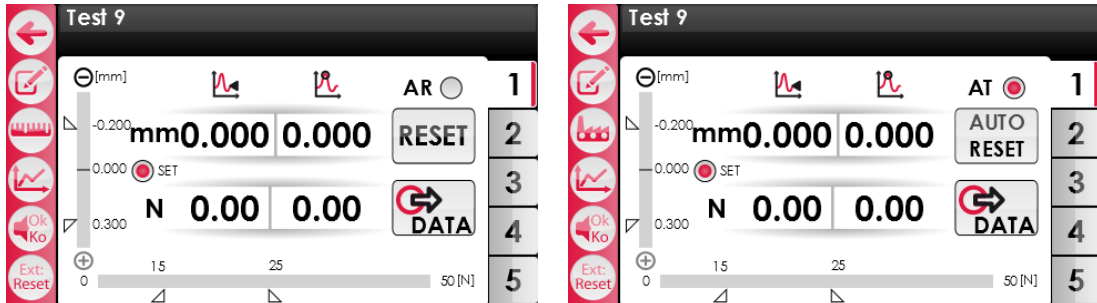 Test 9
[mm]
AR
1
-0.200
mm 0.000 0.000
RESET
2
0.000
SET
3
N 0.00 0.00
DATA
0.300
Ok
Ko
4
15 25
0 50 [N]
Ext:
Reset
5
Test 9
[mm]
AT
1
-0.200
mm 0.000 0.000
AUTO
RESET
2
0.000
SET
3
N 0.00 0.00
DATA
0.300
Ok
Ko
4
15 25
0 50 [N]
Ext:
Reset
5